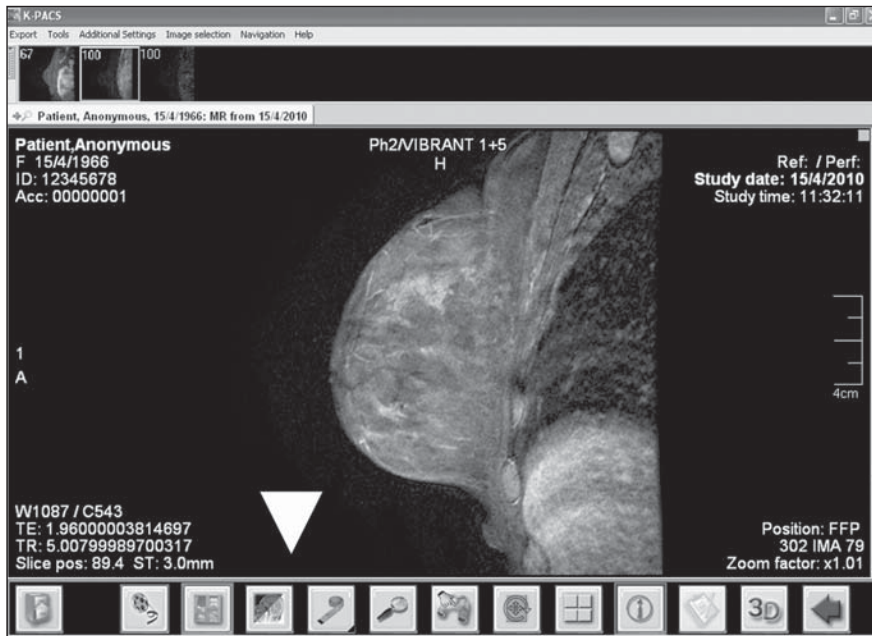 K-PACS
Export Tools Additional Settings Image selection Navigation Help
67 100 100
Patient, Anonymous, 15/4/1966: MR from 15/4/2010
Patient,Anonymous
F 15/4/1966
ID: 12345678
Acc: 00000001
Ph2/VIBRANT 1+5
H
Ref: / Perf:
Study date: 15/4/2010
Study time: 11:32:11
1
A
4cm
W1087 / C543
TE: 1.96000003814697
TR: 5.00799989700317
Slice pos: 89.4 ST: 3.0mm
Position: FFP
302 IMA 79
Zoom factor: x1.01
3D